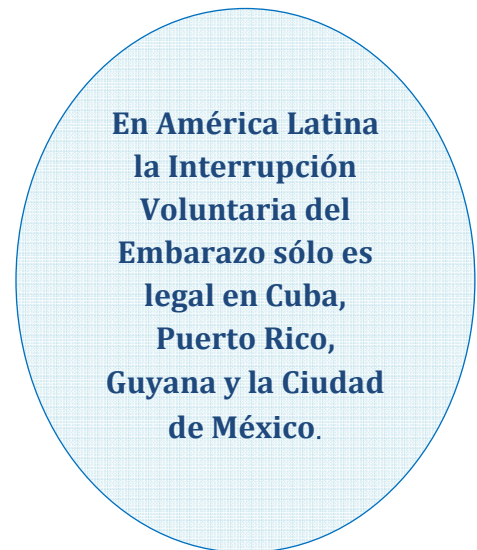 En América Latina
la Interrupción
Voluntaria del
Embarazo sólo es
legal en Cuba,
Puerto Rico,
Guyana y la Ciudad
de México.